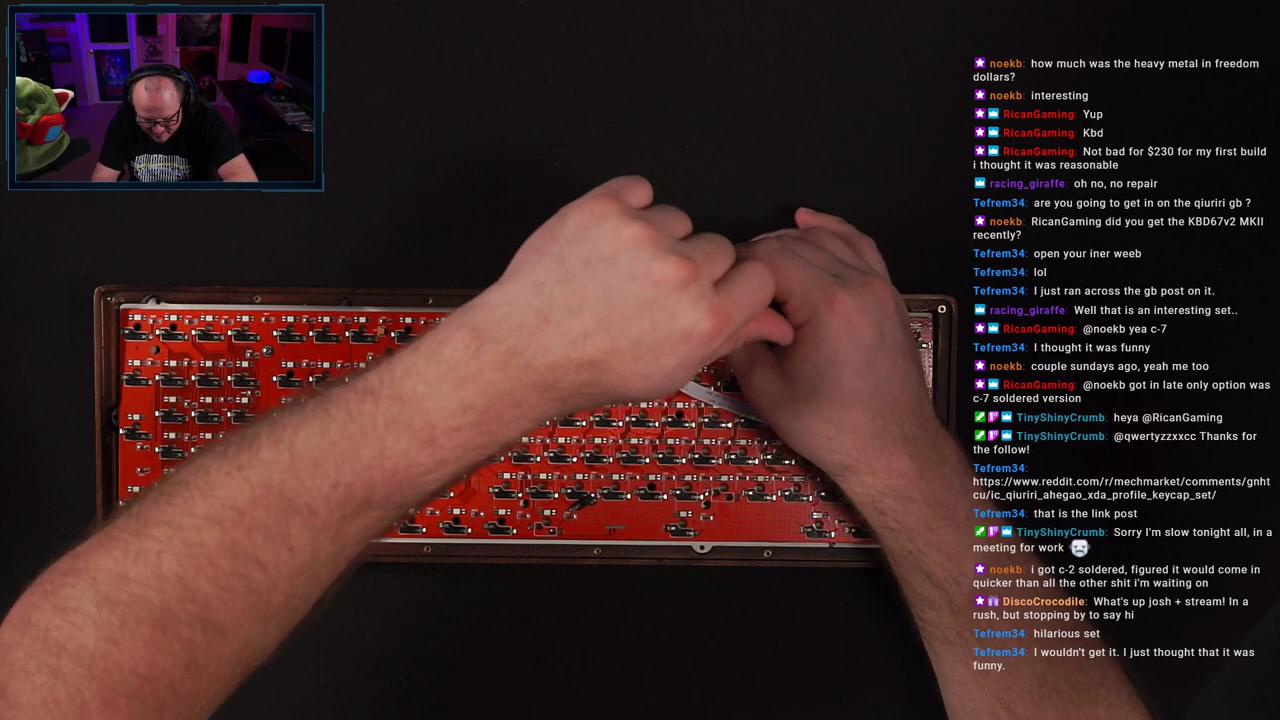 noekb: how much was the heavy metal in freedom
dollars?
noekb: interesting
RicanGaming: Yup
RicanGaming: Kbd
RicanGaming: Not bad for $230 for my first build
i thought it was reasonable
racing_giraffe: oh no, no repair
Tefrem34: are you going to get in on the qiuriri gb ?
noekb: RicanGaming did you get the KBD67v2 MKII
recently?
Tefrem34: open your iner weeb
Tefrem34: lol
Tefrem34: I just ran across the gb post on it.
racing_giraffe: Well that is an interesting set..
RicanGaming: @noekb yea c-7
Tefrem34: I thought it was funny
noekb: couple sundays ago, yeah me too
RicanGaming: @noekb got in late only option was
c-7 soldered version
TinyShinyCrumb: heya @RicanGaming
TinyShinyCrumb: @qwertyzzxxcc Thanks for
the follow!
Tefrem34:
https://www.reddit.com/r/mechmarket/comments/gnht
cu/ic_qiuriri_ahegao_xda_profile_keycap_set/
Tefrem34: that is the link post
TinyShinyCrumb: Sorry I'm slow tonight all, in a
meeting for work
noekb: i got c-2 soldered, figured it would come in
quicker than all the other shit i'm waiting on
DiscoCrocodile: What's up josh + stream! In a
rush, but stopping by to say hi
Tefrem34: hilarious set
Tefrem34: I wouldn't get it. I just thought that it was
funny.